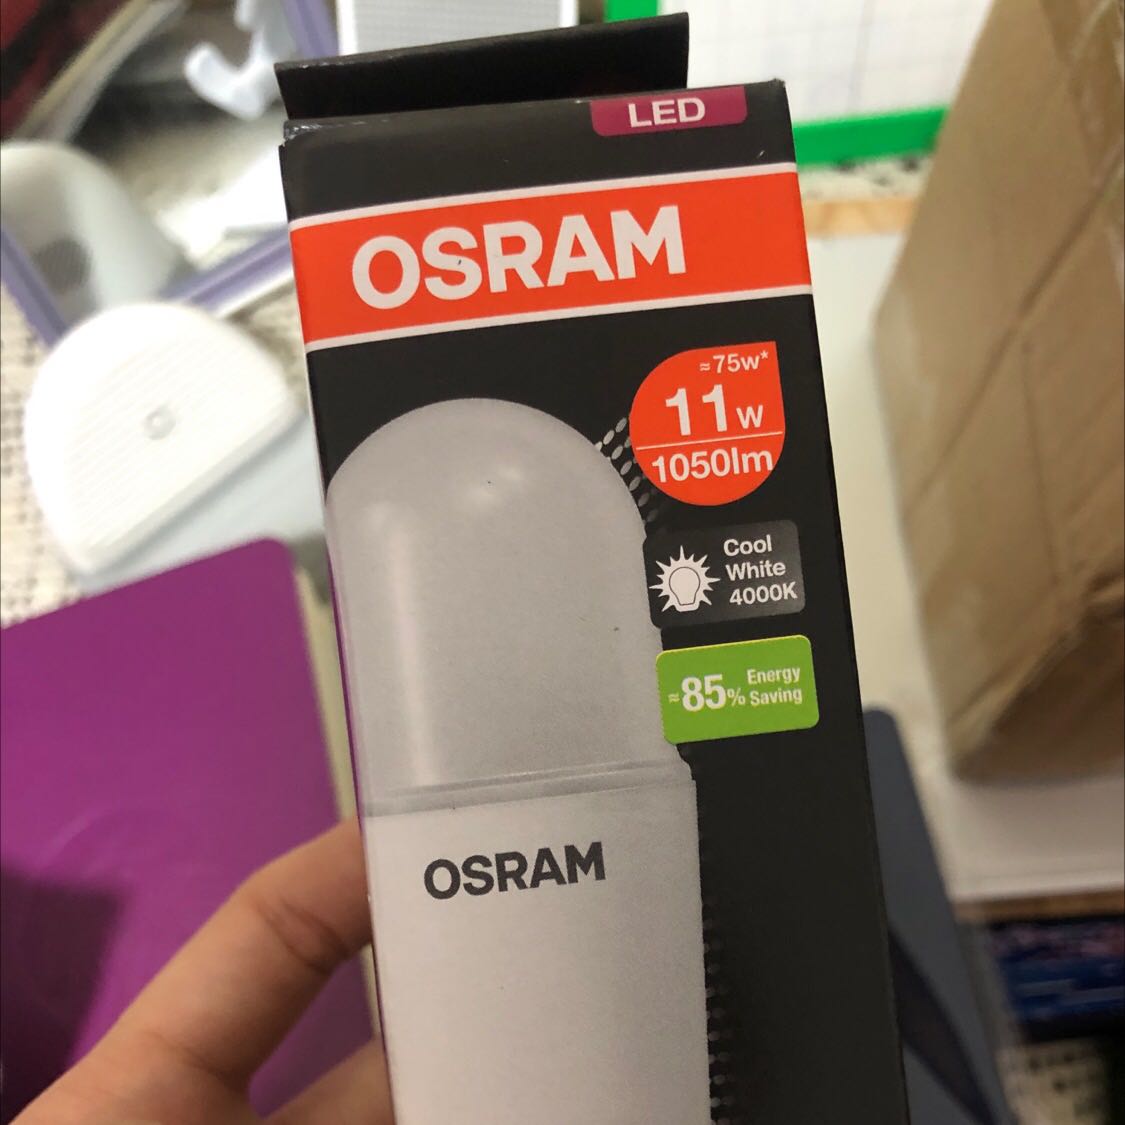 LED
OSRAM
≈75w*
11w
1050lm
Cool
White
4000K
≈85% Energy
Saving
OSRAM